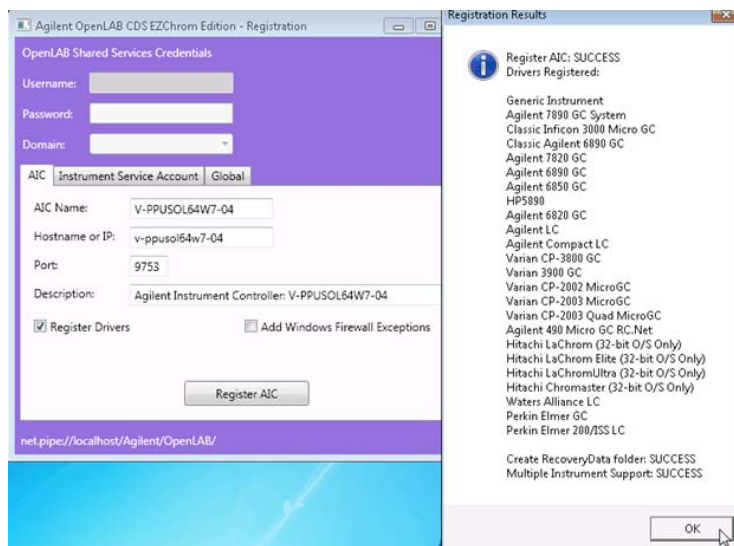 Agilent OpenLAB CDS EZChrom Edition - Registration
OpenLAB Shared Services Credentials
Username:
Password:
Domain:
AIC Instrument Service Account Global
AIC Name: V-PPUSOL64W7-04
Hostname or IP: v-ppusol64w7-04
Port: 9753
Description: Agilent Instrument Controller: V-PPUSOL64W7-04
Register Drivers Add Windows Firewall Exceptions
Register AIC
net.pipe://localhost/Agilent/OpenLAB/
Registration Results
Register AIC: SUCCESS
Drivers Registered:
Generic Instrument
Agilent 7890 GC System
Classic Inficon 3000 Micro GC
Classic Agilent 6890 GC
Agilent 7820 GC
Agilent 6890 GC
Agilent 6850 GC
HP5890
Agilent 6820 GC
Agilent LC
Agilent Compact LC
Varian CP-3800 GC
Varian 3900 GC
Varian CP-2002 MicroGC
Varian CP-2003 MicroGC
Varian CP-2003 Quad MicroGC
Agilent 490 Micro GC RC.Net
Hitachi LaChrom (32-bit O/S Only)
Hitachi LaChrom Elite (32-bit O/S Only)
Hitachi LaChromUltra (32-bit O/S Only)
Hitachi Chromaster (32-bit O/S Only)
Waters Alliance LC
Perkin Elmer GC
Perkin Elmer 200/ISS LC
Create RecoveryData folder: SUCCESS
Multiple Instrument Support: SUCCESS
OK